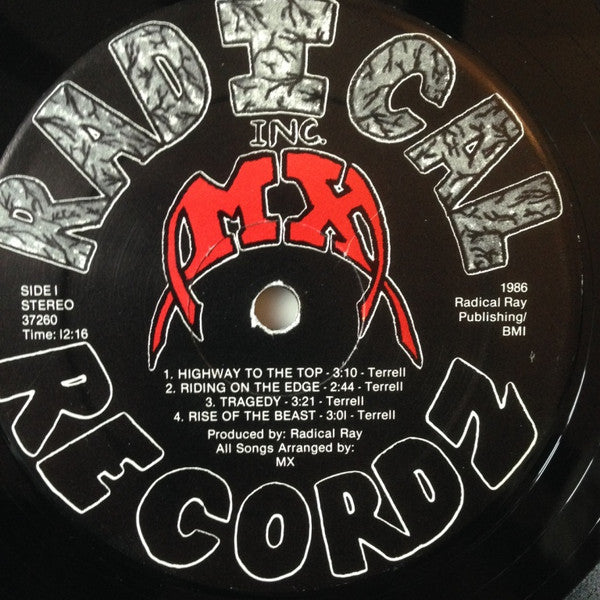 RADICAL
INC.
MX
SIDE I
STEREO
37260
Time: 12:16
1986
Radical Ray
Publishing/
BMI
1. HIGHWAY TO THE TOP - 3:10 - Terrell
2. RIDING ON THE EDGE - 2:44 - Terrell
3. TRAGEDY - 3:21 - Terrell
4. RISE OF THE BEAST - 3:01 - Terrell
Produced by: Radical Ray
All Songs Arranged by:
MX
RECORDZ